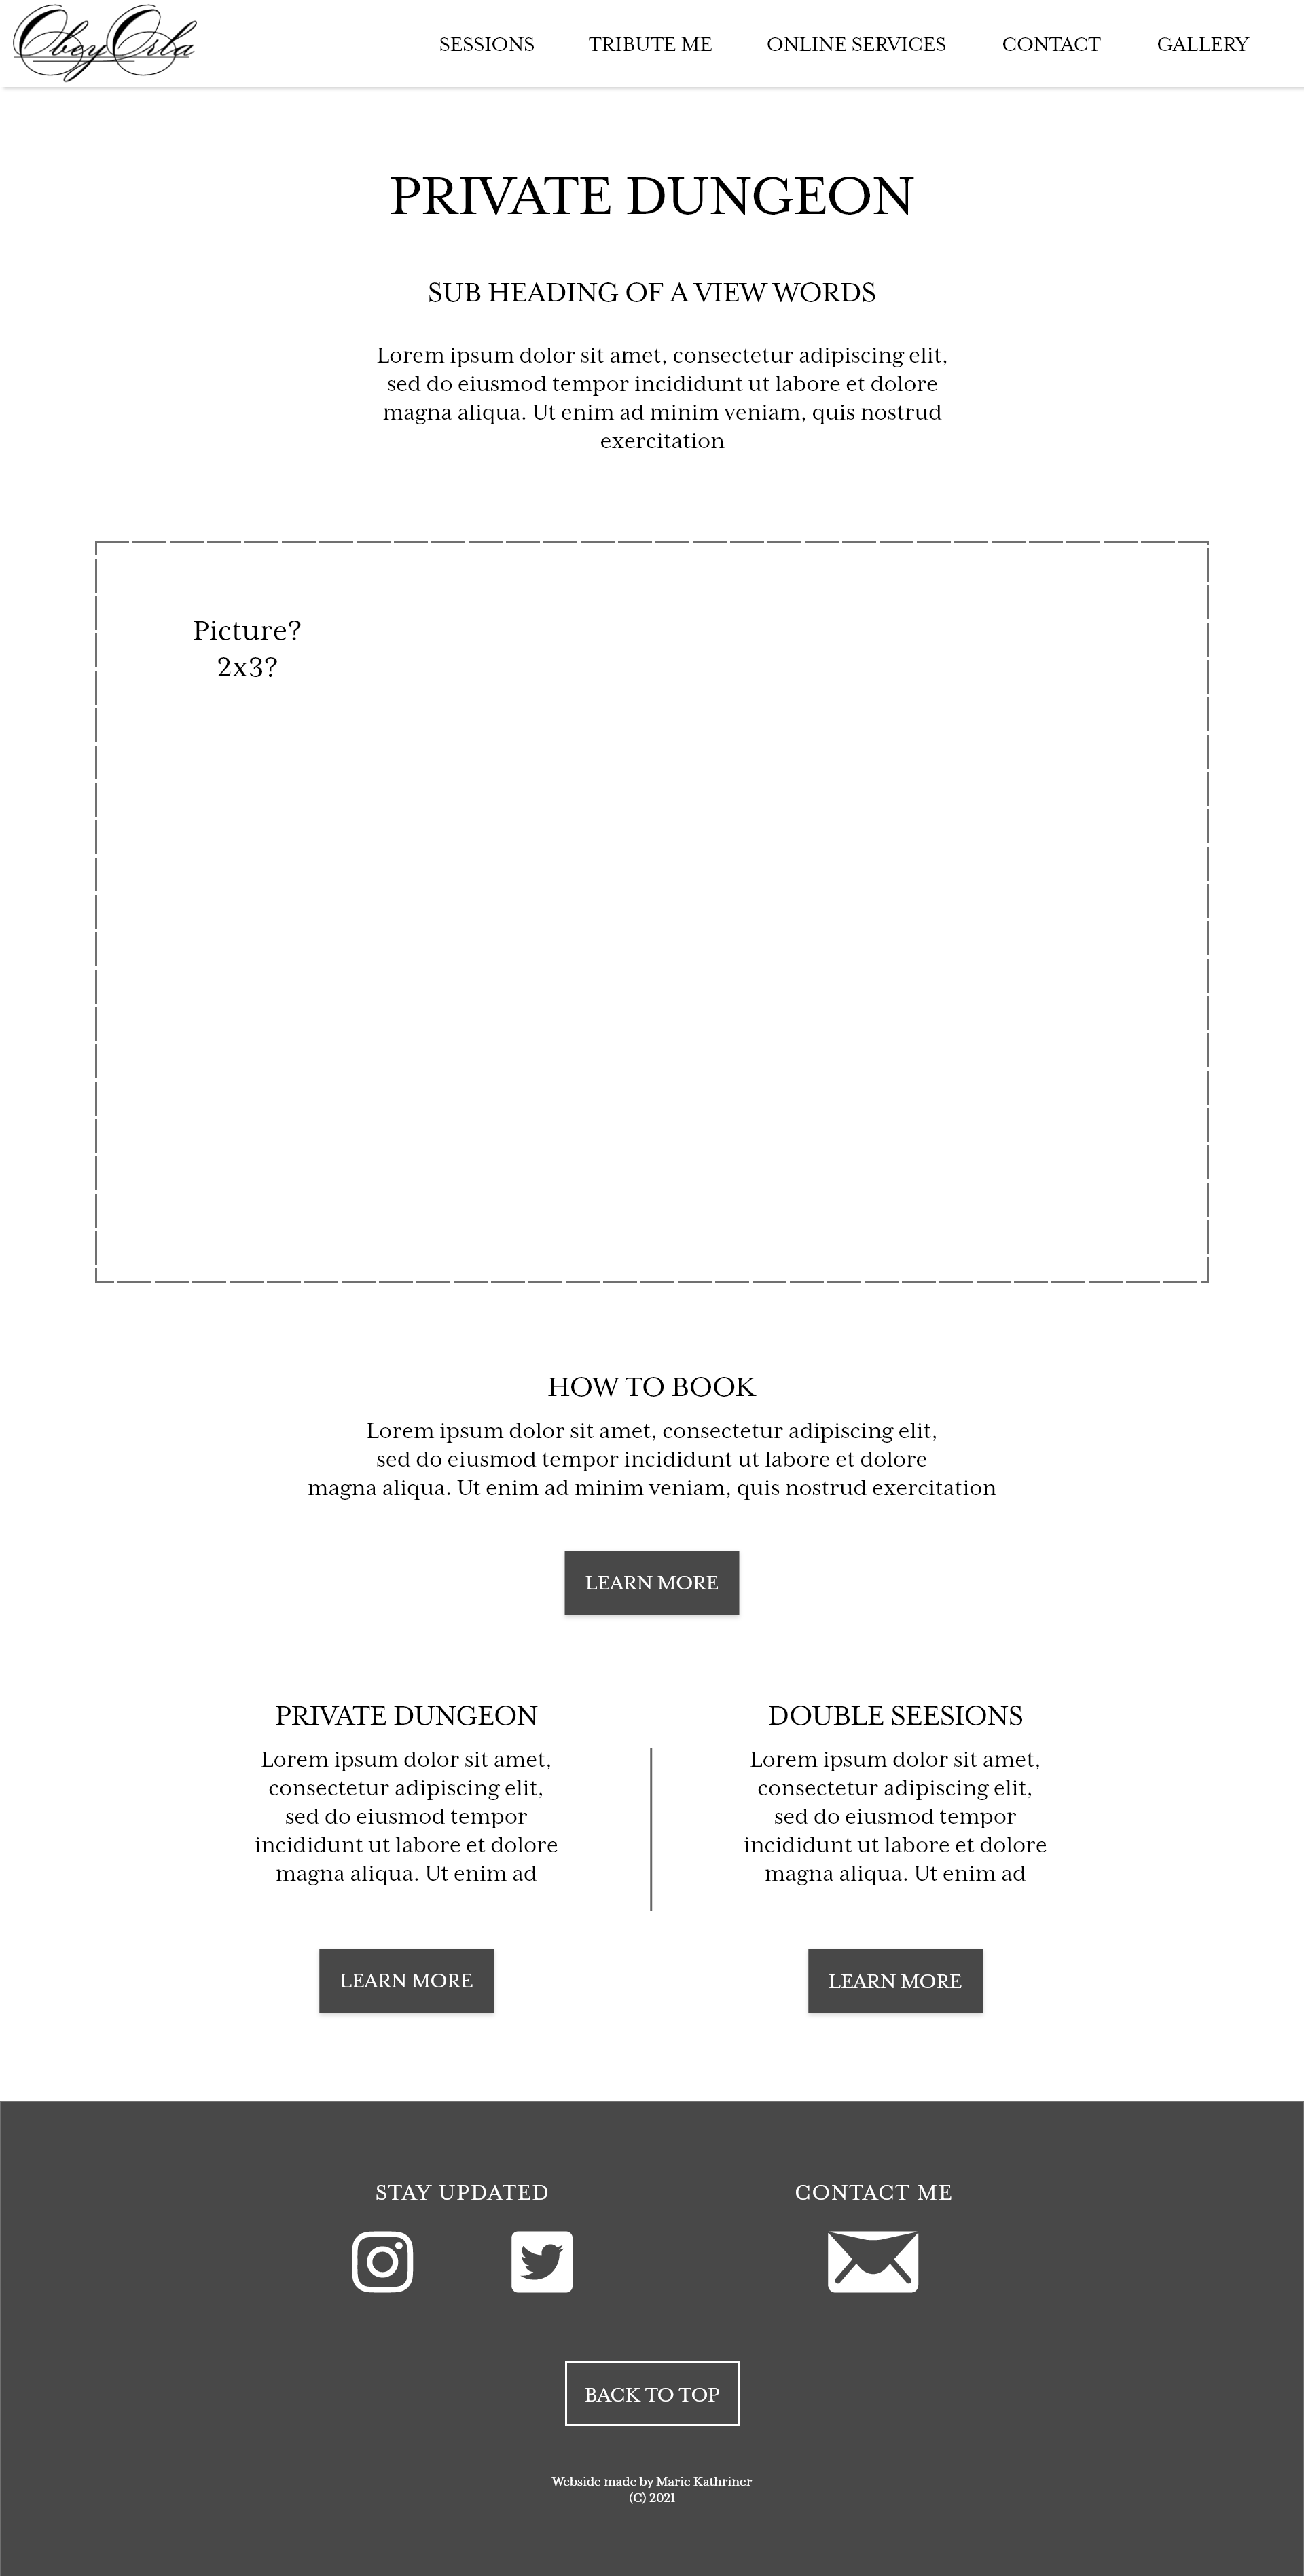 ObeyOrla
SESSIONS TRIBUTE ME ONLINE SERVICES CONTACT GALLERY
PRIVATE DUNGEON
SUB HEADING OF A VIEW WORDS
Lorem ipsum dolor sit amet, consectetur adipiscing elit,
sed do eiusmod tempor incididunt ut labore et dolore
magna aliqua. Ut enim ad minim veniam, quis nostrud
exercitation
Picture?
2x3?
HOW TO BOOK
Lorem ipsum dolor sit amet, consectetur adipiscing elit,
sed do eiusmod tempor incididunt ut labore et dolore
magna aliqua. Ut enim ad minim veniam, quis nostrud exercitation
LEARN MORE
PRIVATE DUNGEON
Lorem ipsum dolor sit amet,
consectetur adipiscing elit,
sed do eiusmod tempor
incididunt ut labore et dolore
magna aliqua. Ut enim ad
LEARN MORE
DOUBLE SEESIONS
Lorem ipsum dolor sit amet,
consectetur adipiscing elit,
sed do eiusmod tempor
incididunt ut labore et dolore
magna aliqua. Ut enim ad
LEARN MORE
STAY UPDATED
CONTACT ME
BACK TO TOP
Webside made by Marie Kathriner
(C) 2021